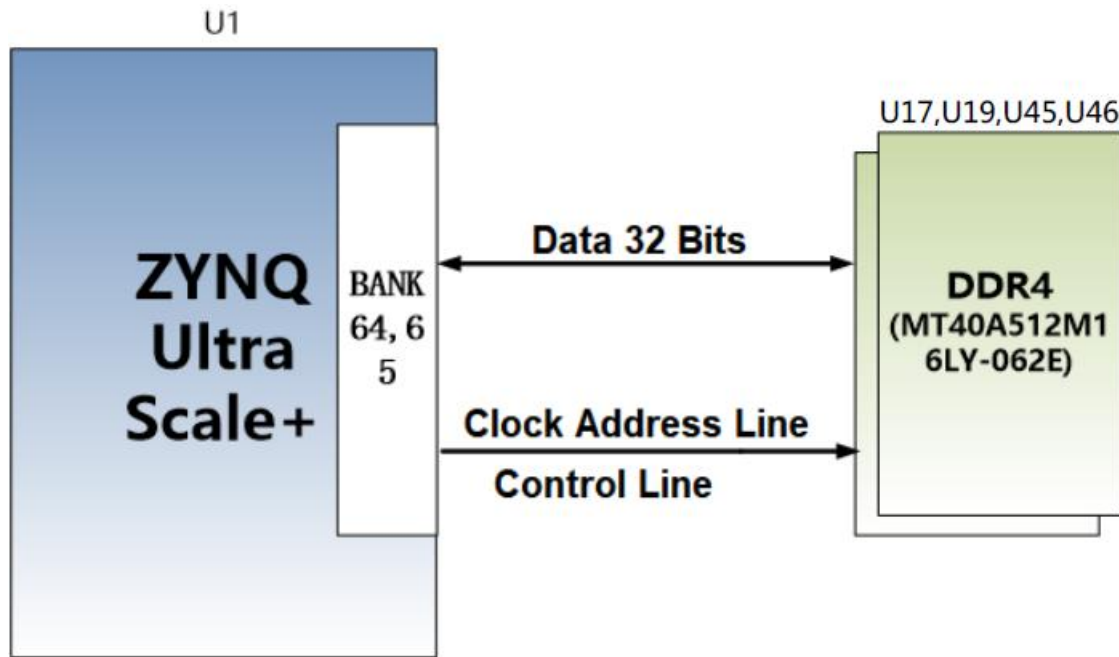 U1
U17,U19,U45,U46
ZYNQ
Ultra
Scale+
BANK
64, 6
5
Data 32 Bits
DDR4
(MT40A512M1
6LY-062E)
Clock Address Line
Control Line